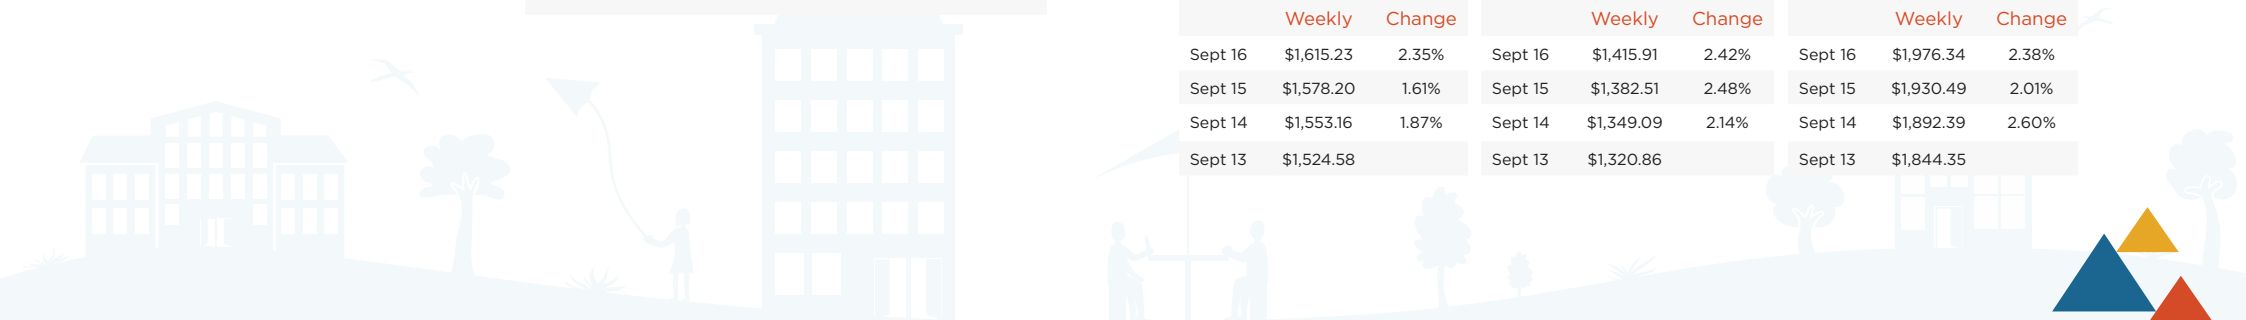 Weekly Change Weekly Change Weekly Change
Sept 16 $1,615.23 2.35% Sept 16 $1,415.91 2.42% Sept 16 $1,976.34 2.38%
Sept 15 $1,578.20 1.61% Sept 15 $1,382.51 2.48% Sept 15 $1,930.49 2.01%
Sept 14 $1,553.16 1.87% Sept 14 $1,349.09 2.14% Sept 14 $1,892.39 2.60%
Sept 13 $1,524.58 Sept 13 $1,320.86 Sept 13 $1,844.35